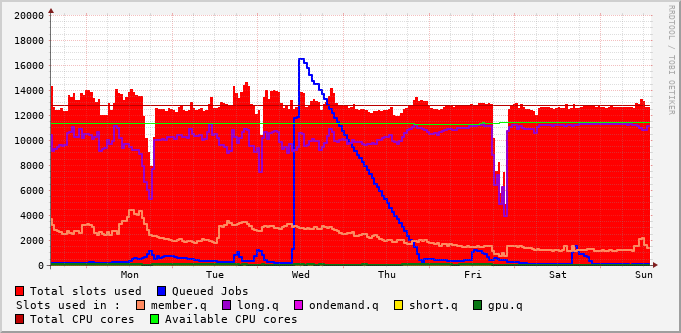 20000
18000
16000
14000
12000
10000
8000
6000
4000
2000
0
Mon Tue Wed Thu Fri Sat Sun
RRDTOOL / TOBI OETIKER
Total slots used Queued Jobs
Slots used in : member.q long.q ondemand.q short.q gpu.q
Total CPU cores Available CPU cores